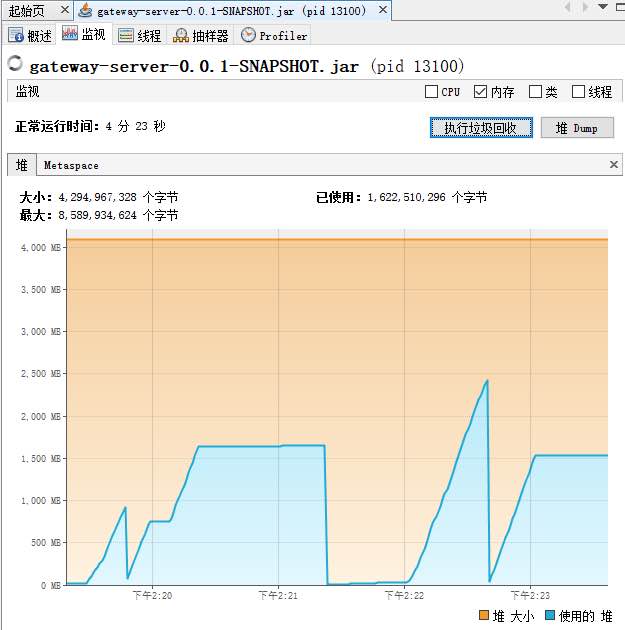 起始页 gateway-server-0.0.1-SNAPSHOT.jar (pid 13100)
概述 监视 线程 抽样器 Profiler
gateway-server-0.0.1-SNAPSHOT.jar (pid 13100)
监视 CPU 内存 类 线程
正常运行时间: 4 分 23 秒 执行垃圾回收 堆 Dump
堆 Metaspace
大小: 4,294,967,328 个字节 已使用: 1,622,510,296 个字节
最大: 8,589,934,624 个字节
4,000 MB
3,500 MB
3,000 MB
2,500 MB
2,000 MB
1,500 MB
1,000 MB
500 MB
0 MB
下午2:20 下午2:21 下午2:22 下午2:23
堆 大小 使用的 堆